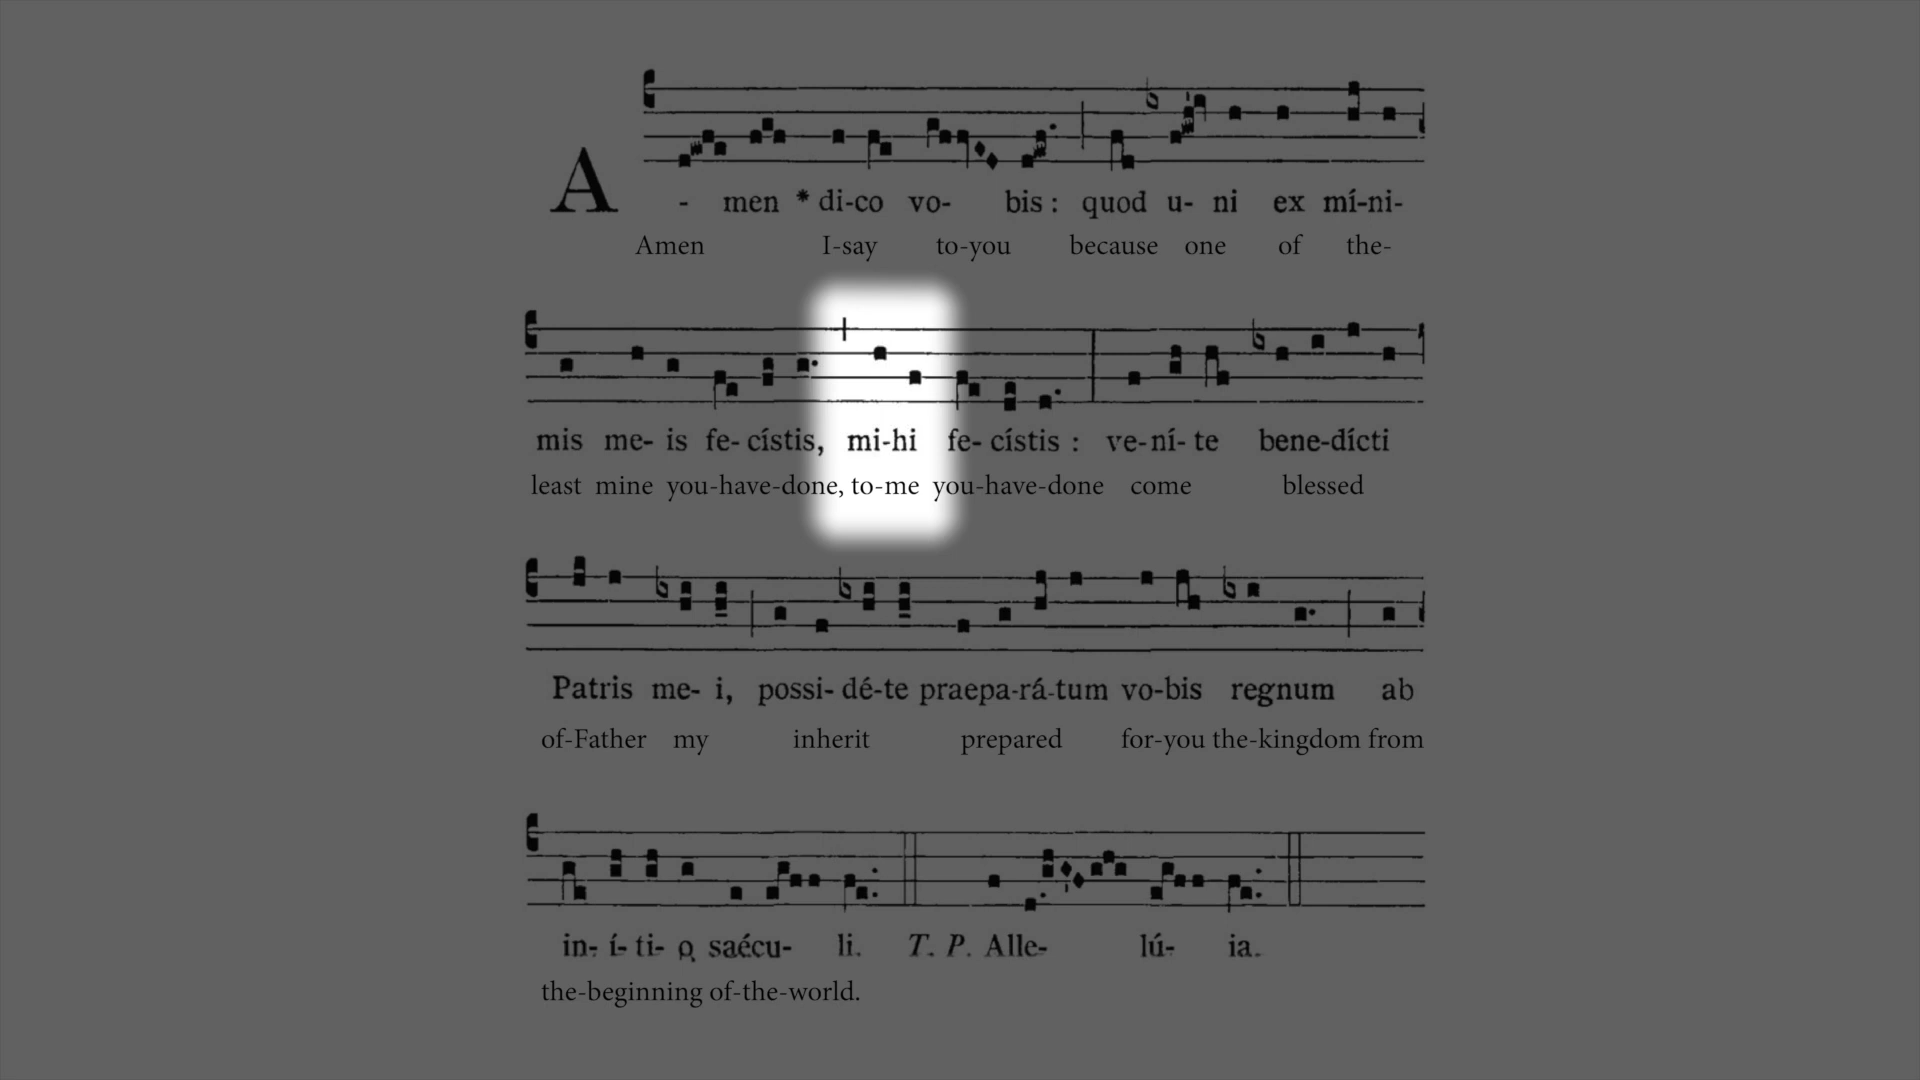 A - men * di-co vo- bis : quod u- ni ex mí-ni-
Amen I-say to-you because one of the-
mis me- is fe- cístis, mi-hi fe- cístis : ve-ní- te bene-dícti
least mine you-have-done, to-me you-have-done come blessed
Patris me- i, possi- dé-te praepa-rá-tum vo-bis regnum ab
of-Father my inherit prepared for-you the-kingdom from
in- í- ti- o saécu- li. T. P. Alle- lú- ia.
the-beginning of-the-world.